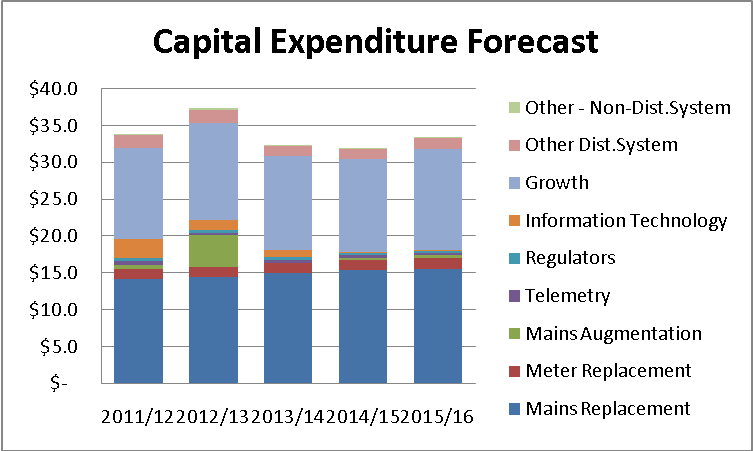 Capital Expenditure Forecast
$40.0
$35.0
$30.0
$25.0
$20.0
$15.0
$10.0
$5.0
$-
2011/12 2012/13 2013/14 2014/15 2015/16
Other - Non-Dist.System
Other Dist.System
Growth
Information Technology
Regulators
Telemetry
Mains Augmentation
Meter Replacement
Mains Replacement